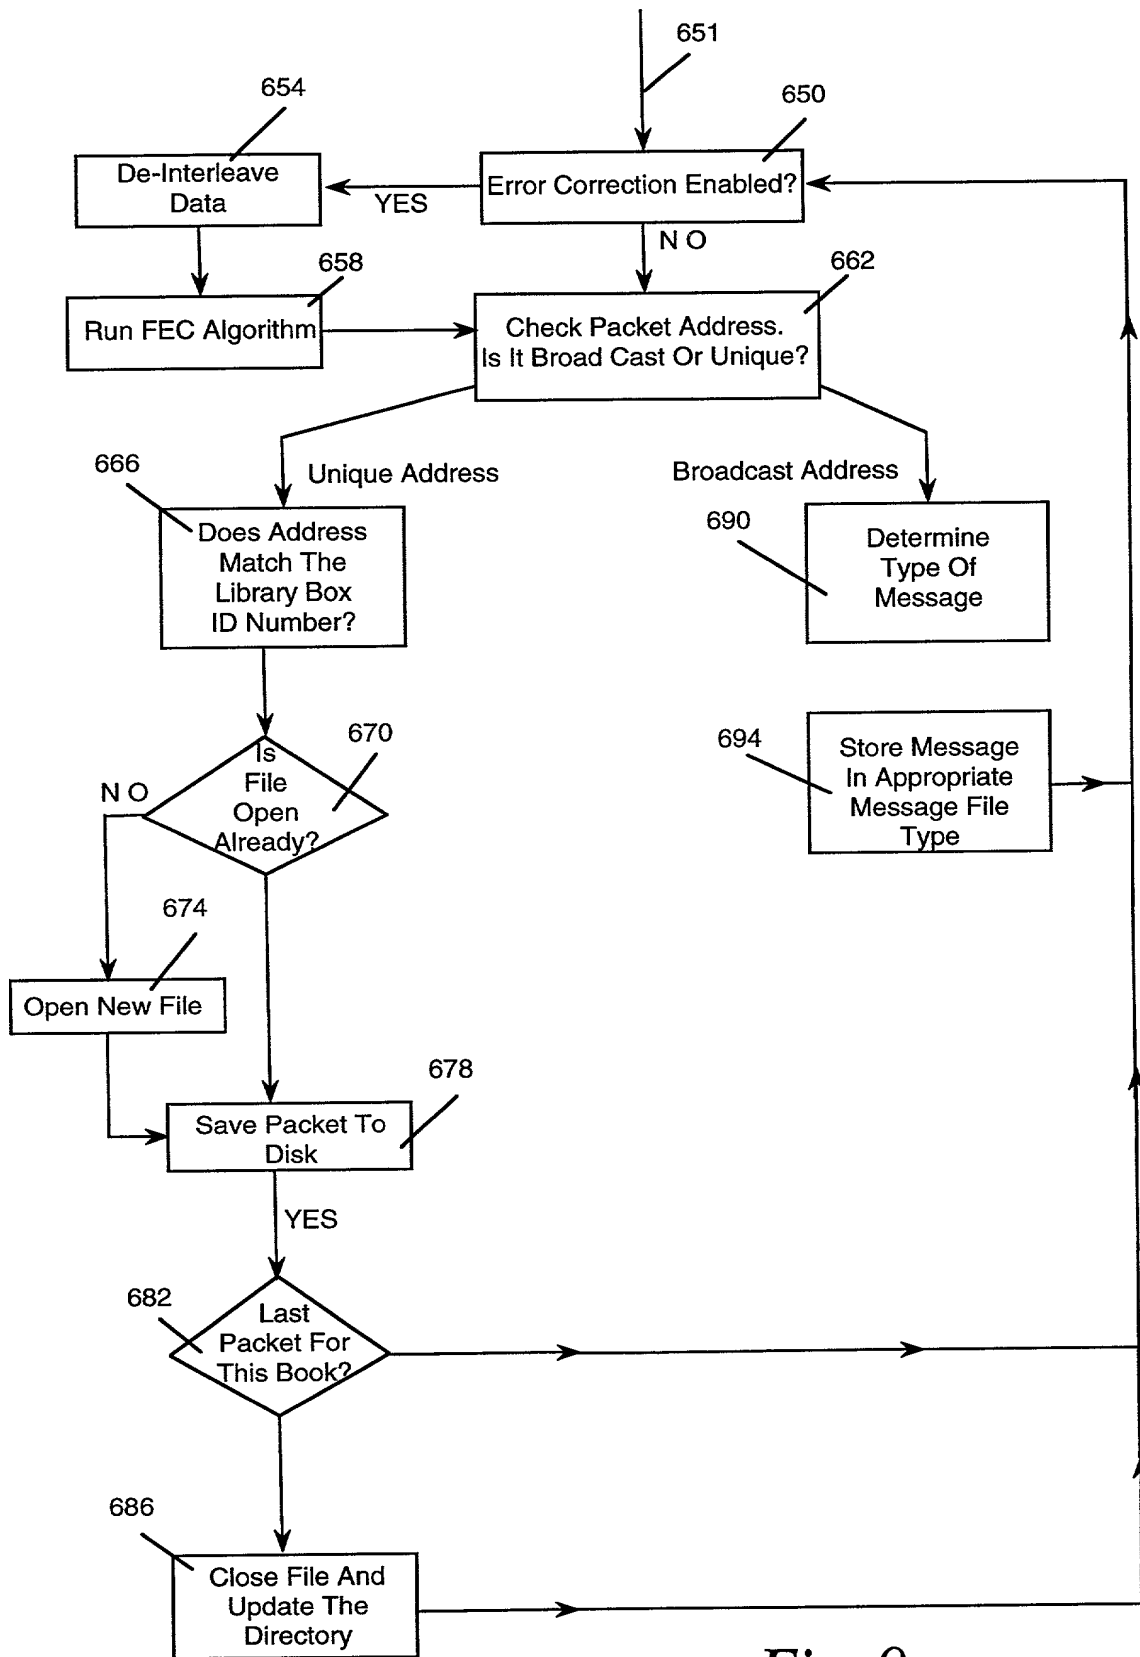 651
654
650
De-Interleave
Data
YES
Error Correction Enabled?
N O
658
662
Run FEC Algorithm
Check Packet Address.
Is It Broad Cast Or Unique?
666
Unique Address
Broadcast Address
Does Address
Match The
Library Box
ID Number?
690
Determine
Type Of
Message
670
Is
File
Open
Already?
N O
694
Store Message
In Appropriate
Message File
Type
674
Open New File
678
Save Packet To
Disk
YES
682
Last
Packet For
This Book?
686
Close File And
Update The
Directory